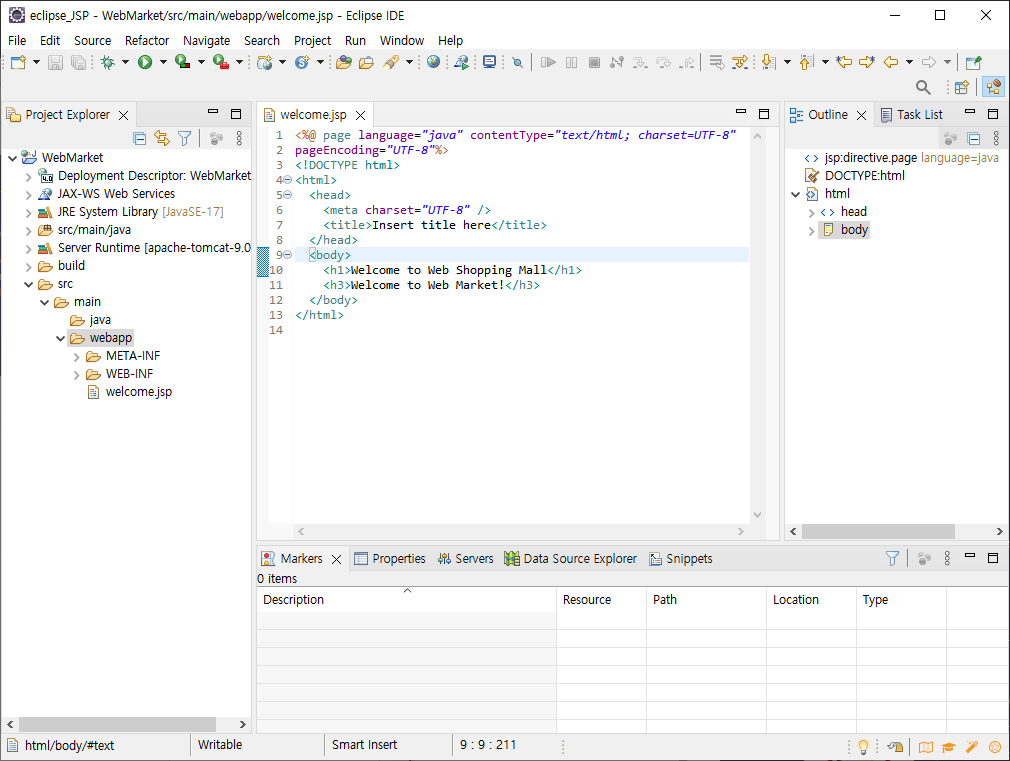 eclipse_JSP - WebMarket/src/main/webapp/welcome.jsp - Eclipse IDE
File Edit Source Refactor Navigate Search Project Run Window Help
Project Explorer
WebMarket
Deployment Descriptor: WebMarket
JAX-WS Web Services
JRE System Library [JavaSE-17]
src/main/java
Server Runtime [apache-tomcat-9.0
build
src
main
java
webapp
META-INF
WEB-INF
welcome.jsp
welcome.jsp
1 <%@ page language="java" contentType="text/html; charset=UTF-8"
2 pageEncoding="UTF-8"%>
3 <!DOCTYPE html>
4 <html>
5 <head>
6 <meta charset="UTF-8" />
7 <title>Insert title here</title>
8 </head>
9 <body>
10 <h1>Welcome to Web Shopping Mall</h1>
11 <h3>Welcome to Web Market!</h3>
12 </body>
13 </html>
14
Outline Task List
jsp:directive.page language=java
DOCTYPE:html
html
head
body
Markers Properties Servers Data Source Explorer Snippets
0 items
Description Resource Path Location Type
html/body/#text Writable Smart Insert 9 : 9 : 211